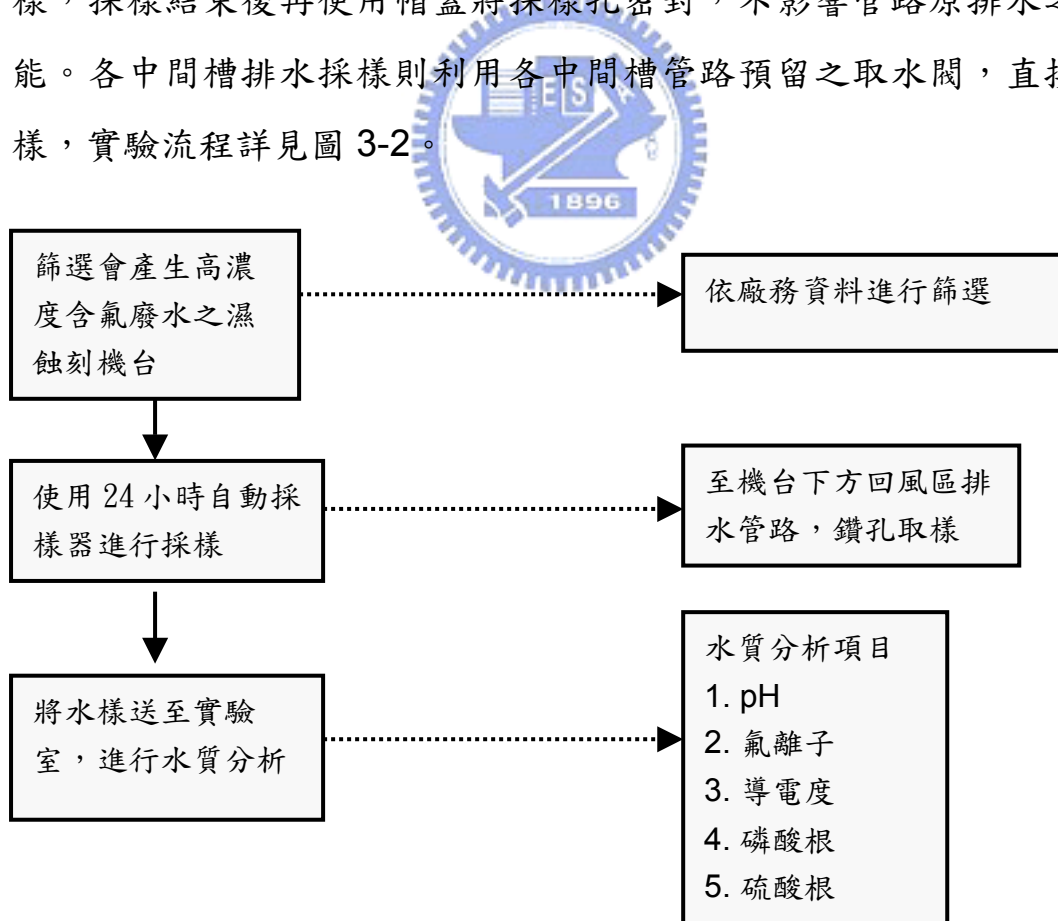 樣，採樣結束後再使用帽蓋將採樣孔密封，不影響管路原排水之
能。各中間槽排水採樣則利用各中間槽管路預留之取水閥，直接
樣，實驗流程詳見圖 3-2。
ES
1896
篩選會產生高濃
度含氟廢水之濕
蝕刻機台
依廠務資料進行篩選
使用 24 小時自動採
樣器進行採樣
至機台下方回風區排
水管路，鑽孔取樣
將水樣送至實驗
室，進行水質分析
水質分析項目
1. pH
2. 氟離子
3. 導電度
4. 磷酸根
5. 硫酸根